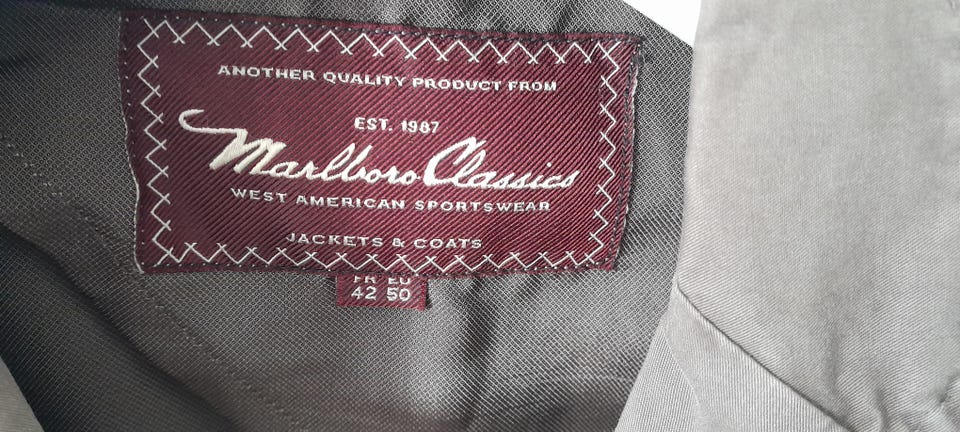 ANOTHER QUALITY PRODUCT FROM
EST. 1987
Marlboro Classics
WEST AMERICAN SPORTSWEAR
JACKETS & COATS
FR EU
42 50